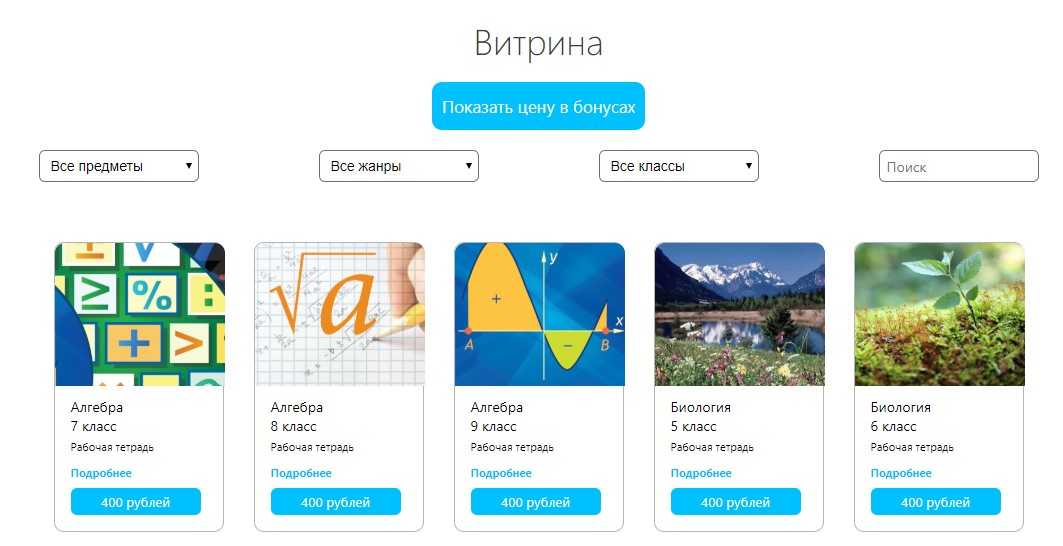 Витрина
Показать цену в бонусах
Все предметы
Все жанры
Все классы
Поиск
≥
%
:
+
>
√a
y
+
x
A
−
B
Алгебра
7 класс
Рабочая тетрадь
Подробнее
400 рублей
Алгебра
8 класс
Рабочая тетрадь
Подробнее
400 рублей
Алгебра
9 класс
Рабочая тетрадь
Подробнее
400 рублей
Биология
5 класс
Рабочая тетрадь
Подробнее
400 рублей
Биология
6 класс
Рабочая тетрадь
Подробнее
400 рублей